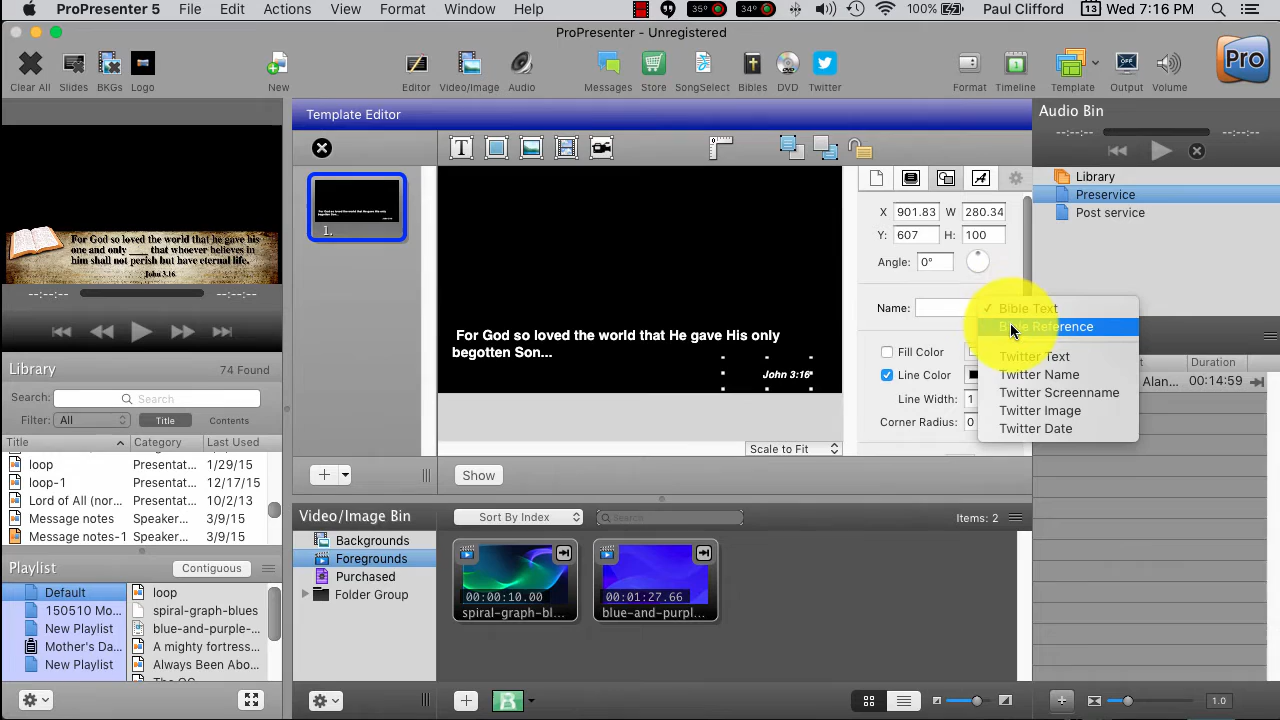 ProPresenter 5 File Edit Actions View Format Window Help 35° 34° 100% Paul Clifford 13 Wed 7:16 PM
ProPresenter - Unregistered
Clear All Slides BKGs Logo New Editor Video/Image Audio Messages Store SongSelect Bibles DVD Twitter Format Timeline Template Output Volume
Pro
OFF
Template Editor
For God so loved the world that he gave his
one and only ____ that whoever believes in
him shall not perish but have eternal life.
John 3:16
--:--:-- --:--:--
Library 74 Found
Search: Search
Filter: All Title Contents
Title Category Last Used
loop Presentat... 1/29/15
loop-1 Presentat... 12/17/15
Lord of All (nor... Presentat... 10/2/13
Message notes Speaker... 3/9/15
Message notes-1 Speaker... 3/9/15
Playlist Contiguous
Default
150510 Mo...
New Playlist
Mother's Da...
New Playlist
loop
spiral-graph-blues
blue-and-purple-...
A mighty fortress...
Always Been Abo...
1.
For God so loved the world that He gave His only
begotten Son...
John 3:16
Scale to Fit
Show
X 901.83 W 280.34
Y: 607 H: 100
Angle: 0°
Name:
Fill Color
Line Color
Line Width: 1
Corner Radius: 0
Bible Text
Bible Reference
Twitter Text
Twitter Name
Twitter Screenname
Twitter Image
Twitter Date
Video/Image Bin Sort By Index Search Items: 2
Backgrounds
Foregrounds
Purchased
Folder Group
00:00:10.00
spiral-graph-bl...
00:01:27.66
blue-and-purpl...
Audio Bin
--:--:-- --:--:--
Library
Preservice
Post service
Duration
Alan... 00:14:59
1.0